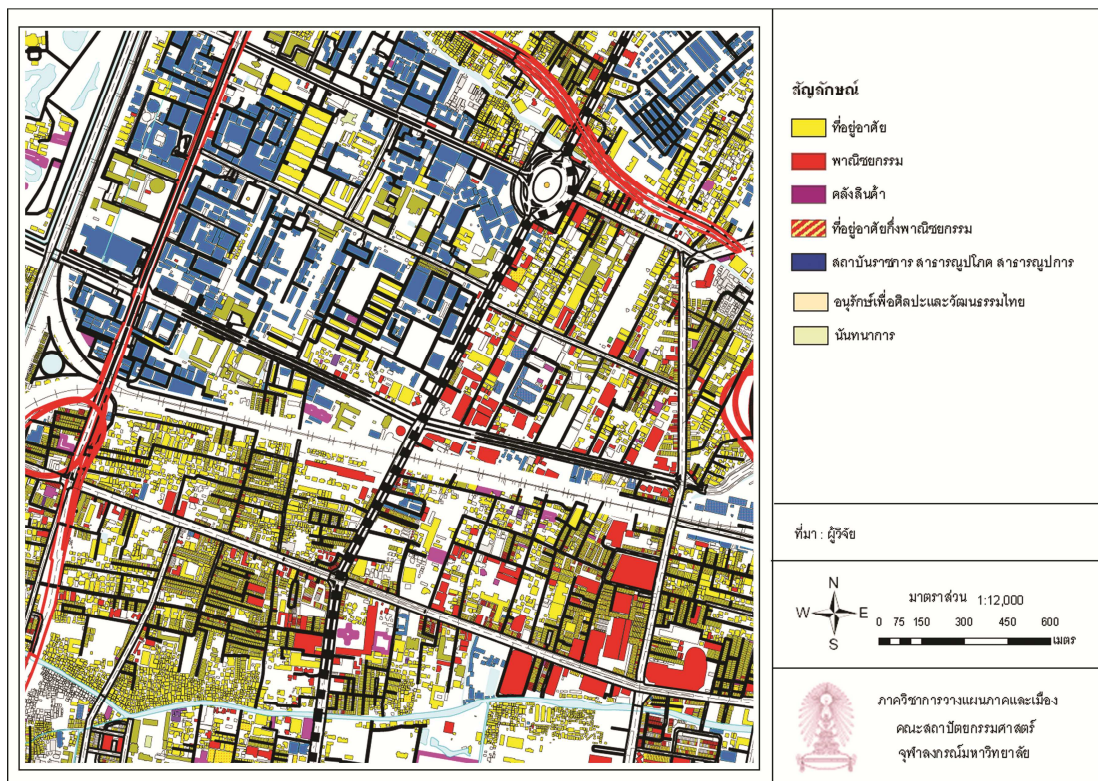 สัญลักษณ์
ที่อยู่อาศัย
พาณิชยกรรม
คลังสินค้า
ที่อยู่อาศัยกึ่งพาณิชยกรรม
สถาบันราชการ สาธารณูปโภค สาธารณูปการ
อนุรักษ์เพื่อศิลปะและวัฒนธรรมไทย
นันทนาการ
ที่มา : ผู้วิจัย
N
W E
S
มาตราส่วน 1:12,000
0 75 150 300 450 600
เมตร
ภาควิชาการวางแผนภาคและเมือง
คณะสถาปัตยกรรมศาสตร์
จุฬาลงกรณ์มหาวิทยาลัย